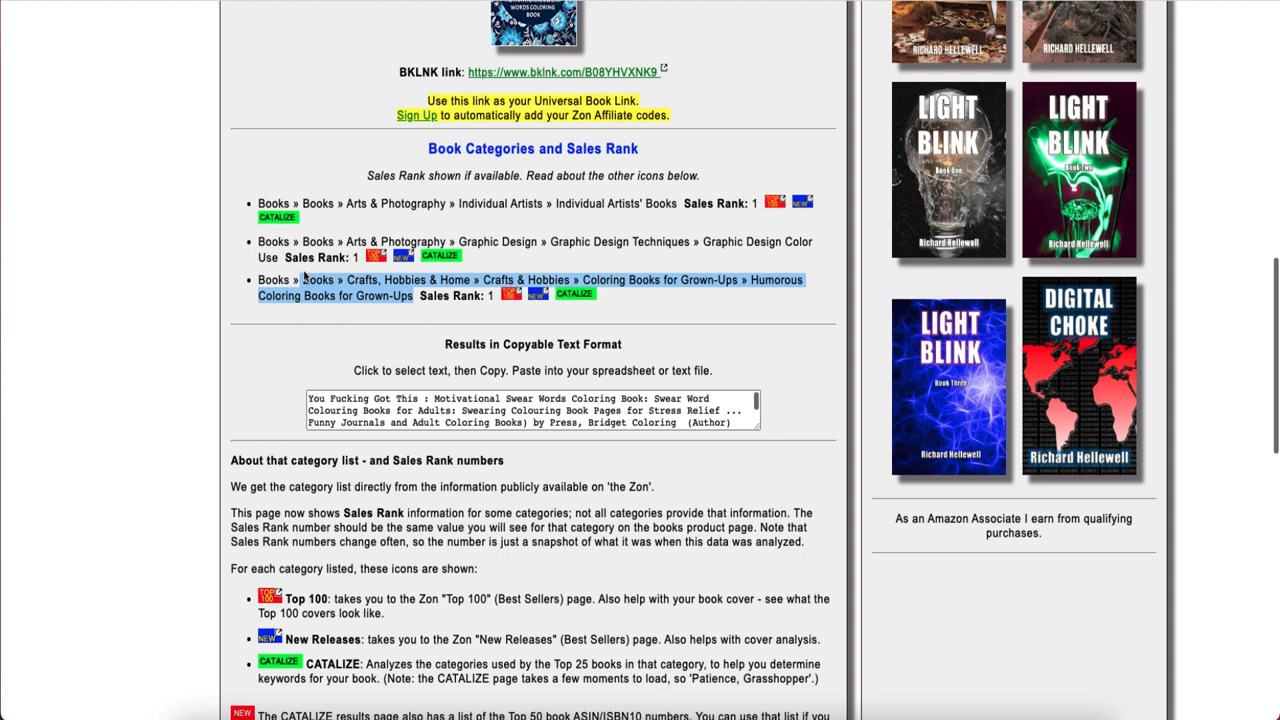 WORDS COLORING
BOOK
BKLNK link: https://www.bklnk.com/B08YHVXNK9
Use this link as your Universal Book Link.
Sign Up to automatically add your Zon Affiliate codes.
Book Categories and Sales Rank
Sales Rank shown if available. Read about the other icons below.
• Books » Books » Arts & Photography » Individual Artists » Individual Artists' Books Sales Rank: 1 TOP 100 NEW
CATALIZE
• Books » Books » Arts & Photography » Graphic Design » Graphic Design Techniques » Graphic Design Color
Use Sales Rank: 1 TOP 100 NEW CATALIZE
• Books » Books » Crafts, Hobbies & Home » Crafts & Hobbies » Coloring Books for Grown-Ups » Humorous
Coloring Books for Grown-Ups Sales Rank: 1 TOP 100 NEW CATALIZE
Results in Copyable Text Format
Click to select text, then Copy. Paste into your spreadsheet or text file.
You Fucking Got This : Motivational Swear Words Coloring Book: Swear Word
Colouring Books For Adults: Swearing Colouring Book Pages for Stress Relief ...
Funny Journals and Adult Coloring Books) by Press, Bridget Coloring (Author)
About that category list - and Sales Rank numbers
We get the category list directly from the information publicly available on 'the Zon'.
This page now shows Sales Rank information for some categories; not all categories provide that information. The
Sales Rank number should be the same value you will see for that category on the books product page. Note that
Sales Rank numbers change often, so the number is just a snapshot of what it was when this data was analyzed.
For each category listed, these icons are shown:
• TOP 100 Top 100: takes you to the Zon "Top 100" (Best Sellers) page. Also help with your book cover - see what the
Top 100 covers look like.
• NEW New Releases: takes you to the Zon "New Releases" (Best Sellers) page. Also helps with cover analysis.
• CATALIZE CATALIZE: Analyzes the categories used by the Top 25 books in that category, to help you determine
keywords for your book. (Note: the CATALIZE page takes a few moments to load, so 'Patience, Grasshopper'.)
NEW The CATALIZE results page also has a list of the Top 50 book ASIN/ISBN10 numbers. You can use that list if you
RICHARD HELLEWELL
RICHARD HELLEWELL
LIGHT
BLINK
Book One
Richard Hellewell
LIGHT
BLINK
Book Two
Richard Hellewell
LIGHT
BLINK
Book Three
Richard Hellewell
DIGITAL
CHOKE
Richard Hellewell
As an Amazon Associate I earn from qualifying
purchases.